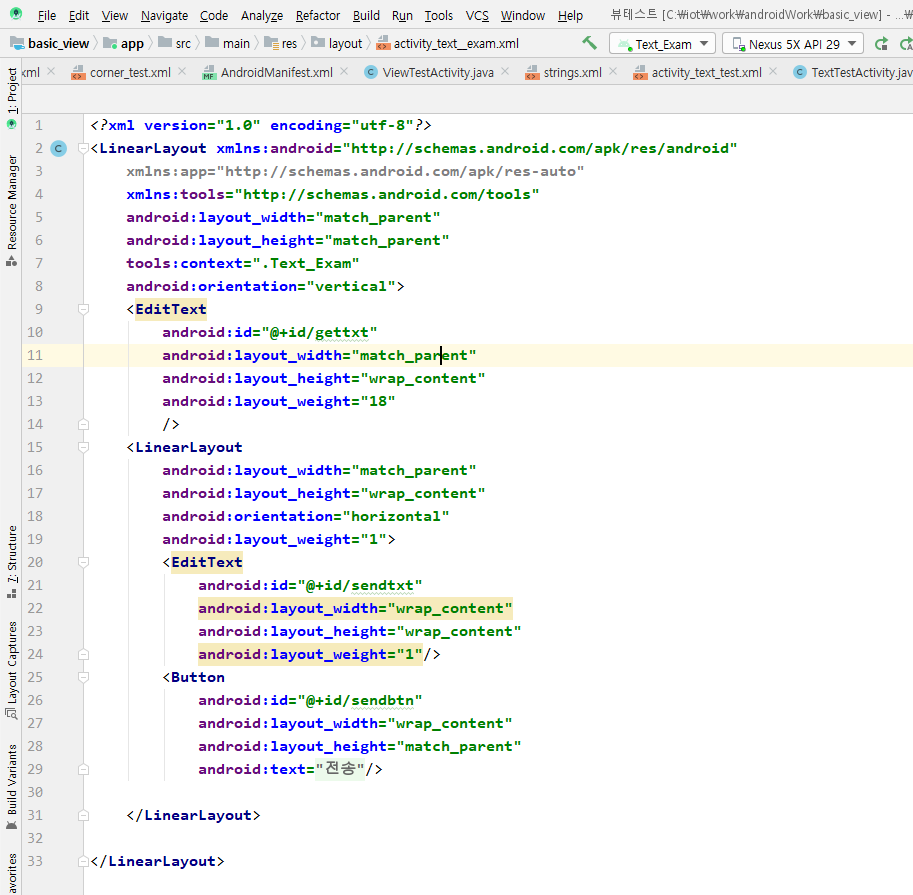 File Edit View Navigate Code Analyze Refactor Build Run Tools VCS Window Help 뷰테스트 [C:₩iot₩work₩androidWork₩basic_view] - ...₩
basic_view app src main res layout activity_text__exam.xml Text_Exam Nexus 5X API 29
xml corner_test.xml AndroidManifest.xml ViewTestActivity.java strings.xml activity_text_test.xml TextTestActivity.jav
1: Project
Resource Manager
7: Structure
Layout Captures
Build Variants
avorites
1 <?xml version="1.0" encoding="utf-8"?>
2 <LinearLayout xmlns:android="http://schemas.android.com/apk/res/android"
3 xmlns:app="http://schemas.android.com/apk/res-auto"
4 xmlns:tools="http://schemas.android.com/tools"
5 android:layout_width="match_parent"
6 android:layout_height="match_parent"
7 tools:context=".Text_Exam"
8 android:orientation="vertical">
9 <EditText
10 android:id="@+id/gettxt"
11 android:layout_width="match_parent"
12 android:layout_height="wrap_content"
13 android:layout_weight="18"
14 />
15 <LinearLayout
16 android:layout_width="match_parent"
17 android:layout_height="wrap_content"
18 android:orientation="horizontal"
19 android:layout_weight="1">
20 <EditText
21 android:id="@+id/sendtxt"
22 android:layout_width="wrap_content"
23 android:layout_height="wrap_content"
24 android:layout_weight="1"/>
25 <Button
26 android:id="@+id/sendbtn"
27 android:layout_width="wrap_content"
28 android:layout_height="match_parent"
29 android:text="전송"/>
30
31 </LinearLayout>
32
33 </LinearLayout>